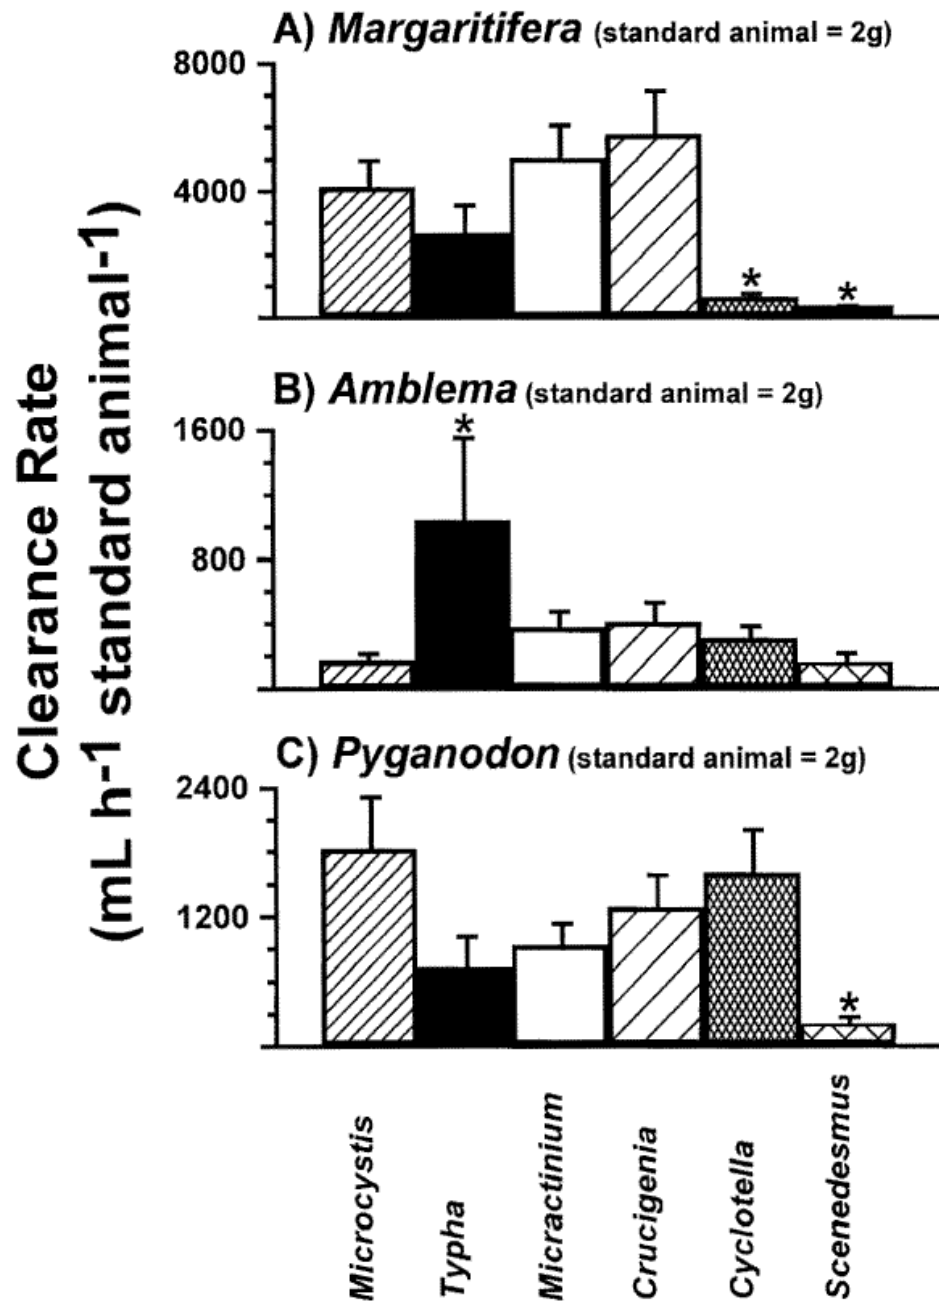 A) Margaritifera (standard animal = 2g)
8000
4000
*
*
B) Amblema (standard animal = 2g)
1600
800
*
C) Pyganodon (standard animal = 2g)
2400
1200
*
Clearance Rate
(mL h-1 standard animal-1)
Microcystis
Typha
Micractinium
Crucigenia
Cyclotella
Scenedesmus